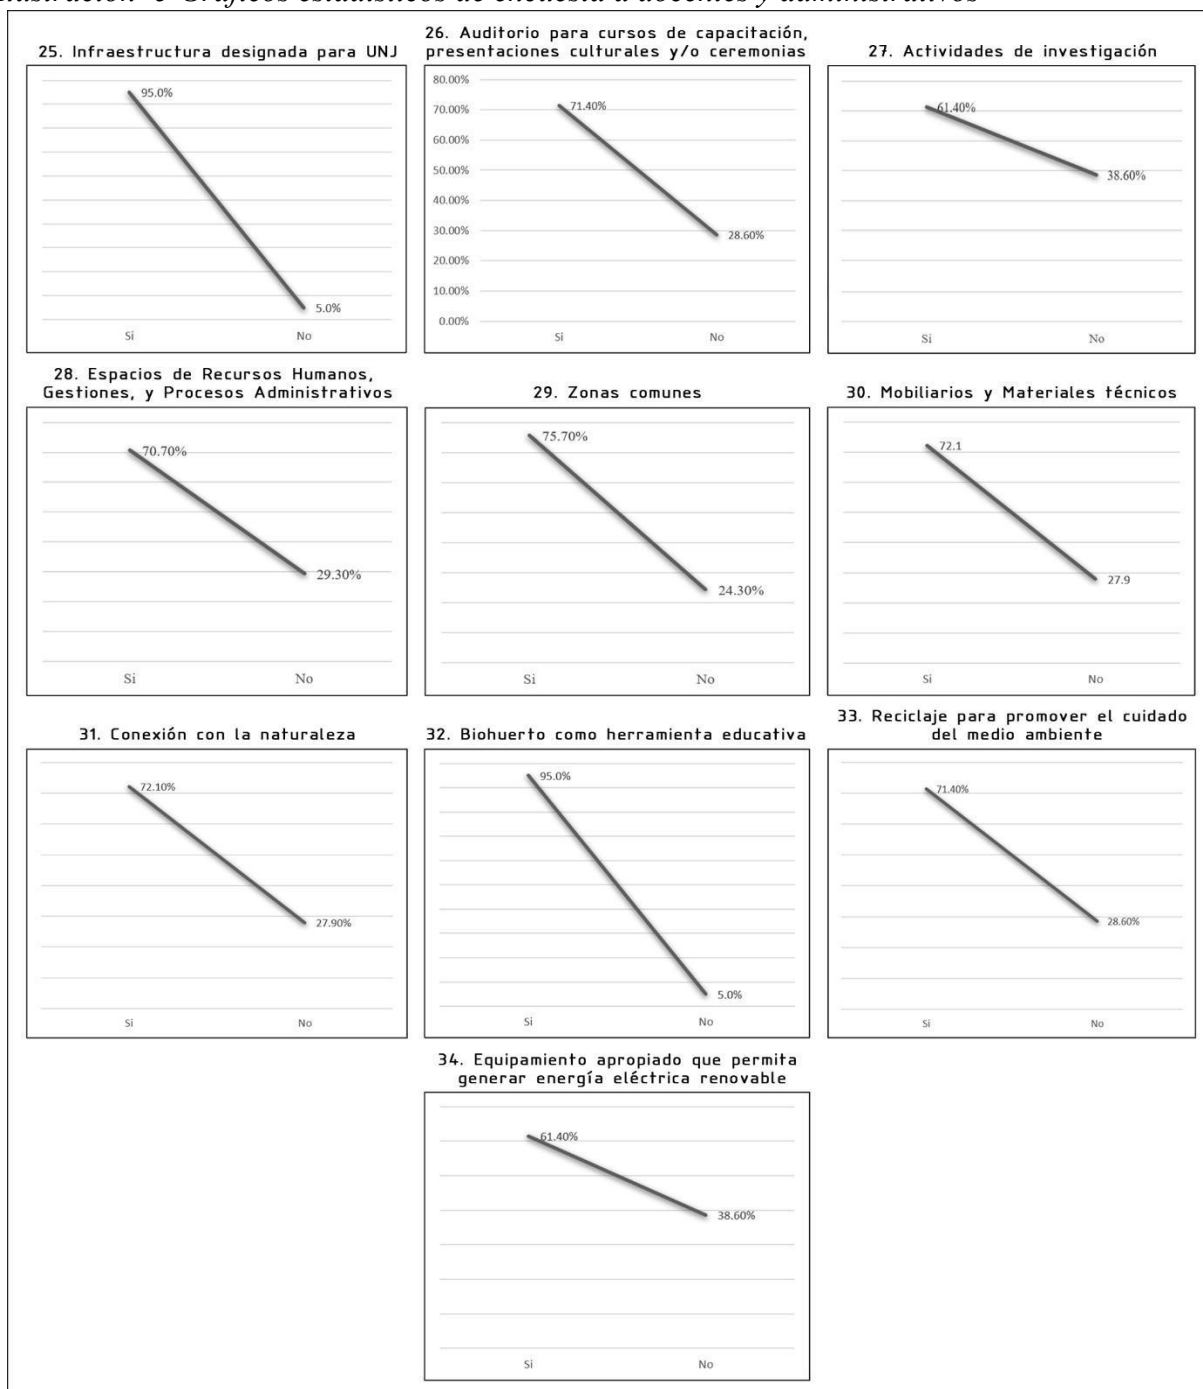 Gráficos estadísticos de encuesta a docentes y administrativos
25. Infraestructura designada para UNJ
95.0%
5.0%
Si
No
26. Auditorio para cursos de capacitación,
presentaciones culturales y/o ceremonias
80.00%
70.00%
60.00%
50.00%
40.00%
30.00%
20.00%
10.00%
0.00%
71.40%
28.60%
Si
No
27. Actividades de investigación
61.40%
38.60%
Si
No
28. Espacios de Recursos Humanos,
Gestiones, y Procesos Administrativos
70.70%
29.30%
Si
No
29. Zonas comunes
75.70%
24.30%
Si
No
30. Mobiliarios y Materiales técnicos
72.1
27.9
Si
No
31. Conexión con la naturaleza
72.10%
27.90%
Si
No
32. Biohuerto como herramienta educativa
95.0%
5.0%
Si
No
33. Reciclaje para promover el cuidado
del medio ambiente
71.40%
28.60%
Si
No
34. Equipamiento apropiado que permita
generar energía eléctrica renovable
61.40%
38.60%
Si
No